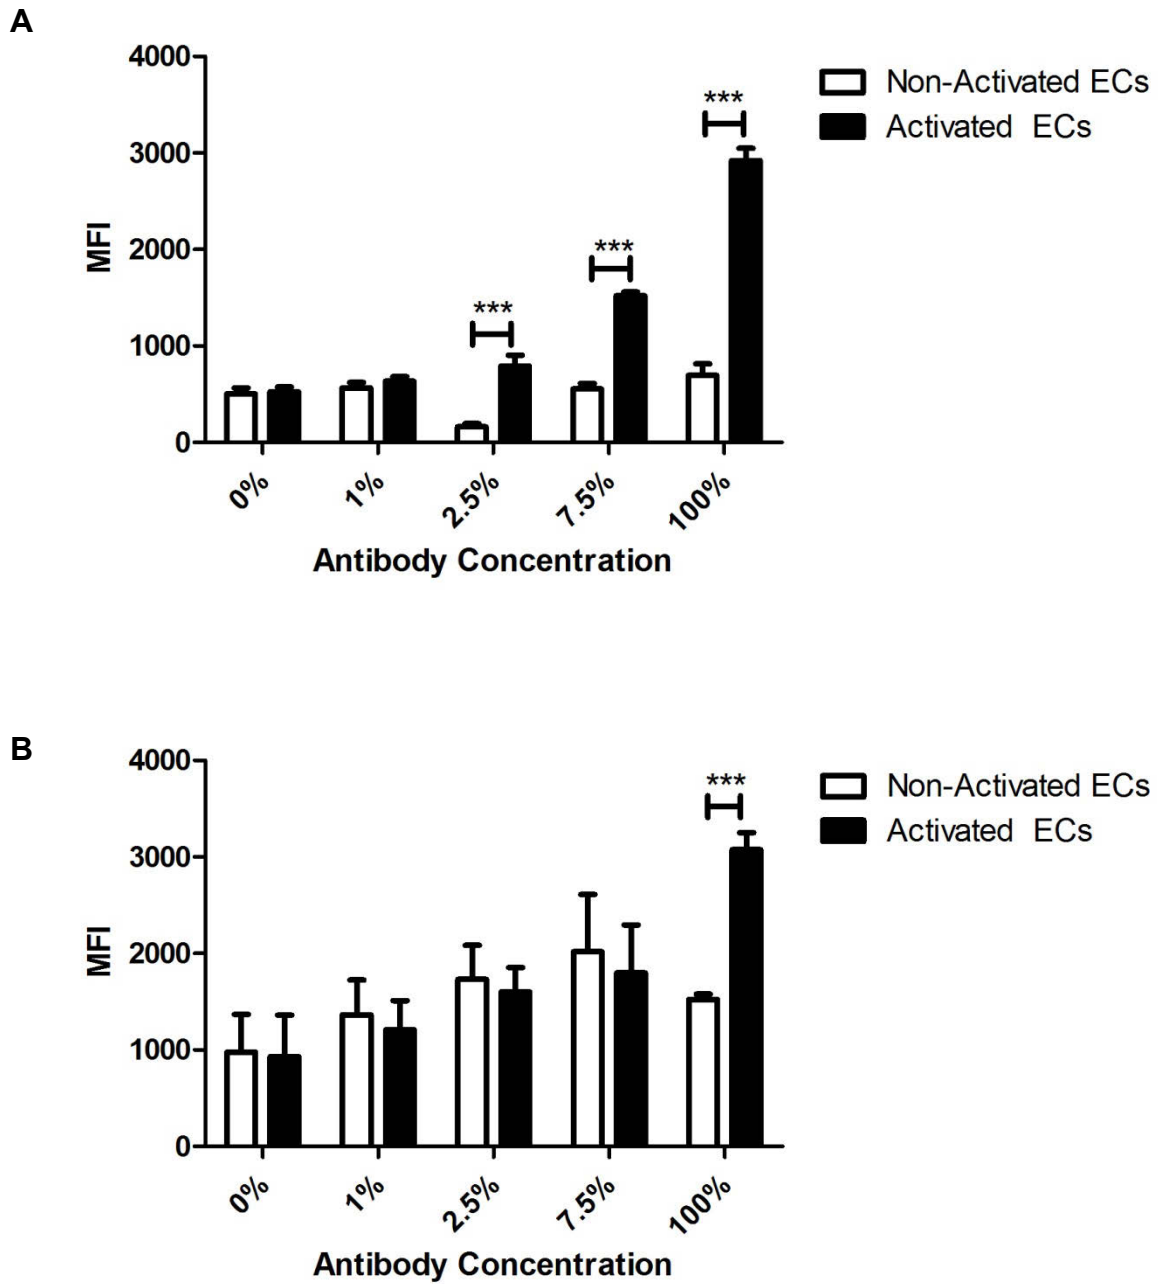 A
4000
3000
2000
1000
0
MFI
***
***
***
Non-Activated ECs
Activated ECs
0%
1%
2.5%
7.5%
100%
Antibody Concentration
B
4000
3000
2000
1000
0
MFI
***
Non-Activated ECs
Activated ECs
0%
1%
2.5%
7.5%
100%
Antibody Concentration